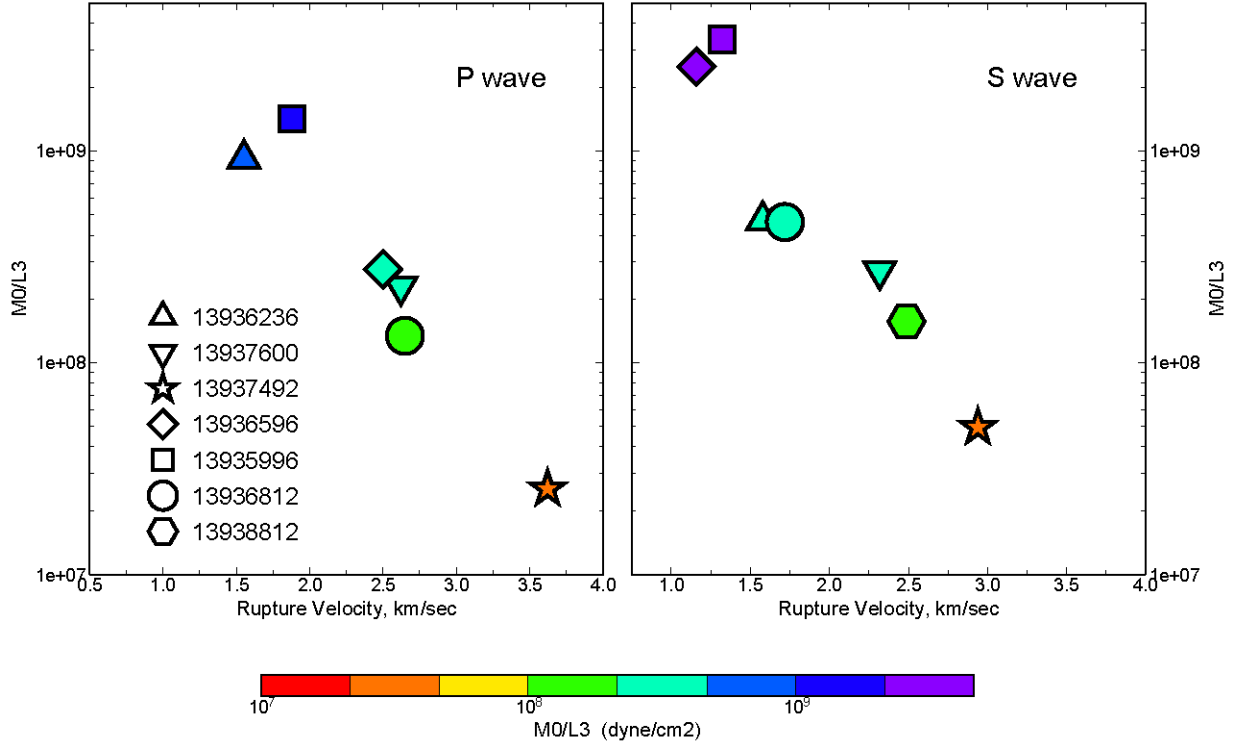 P wave
S wave
1e+09
1e+08
1e+07
M0/L3
13936236
13937600
13937492
13936596
13935996
13936812
13938812
0.5 1.0 1.5 2.0 2.5 3.0 3.5 4.0
Rupture Velocity, km/sec
1e+09
1e+08
1e+07
M0/L3
1.0 1.5 2.0 2.5 3.0 3.5 4.0
Rupture Velocity, km/sec
10^7 10^8 10^9
M0/L3 (dyne/cm2)